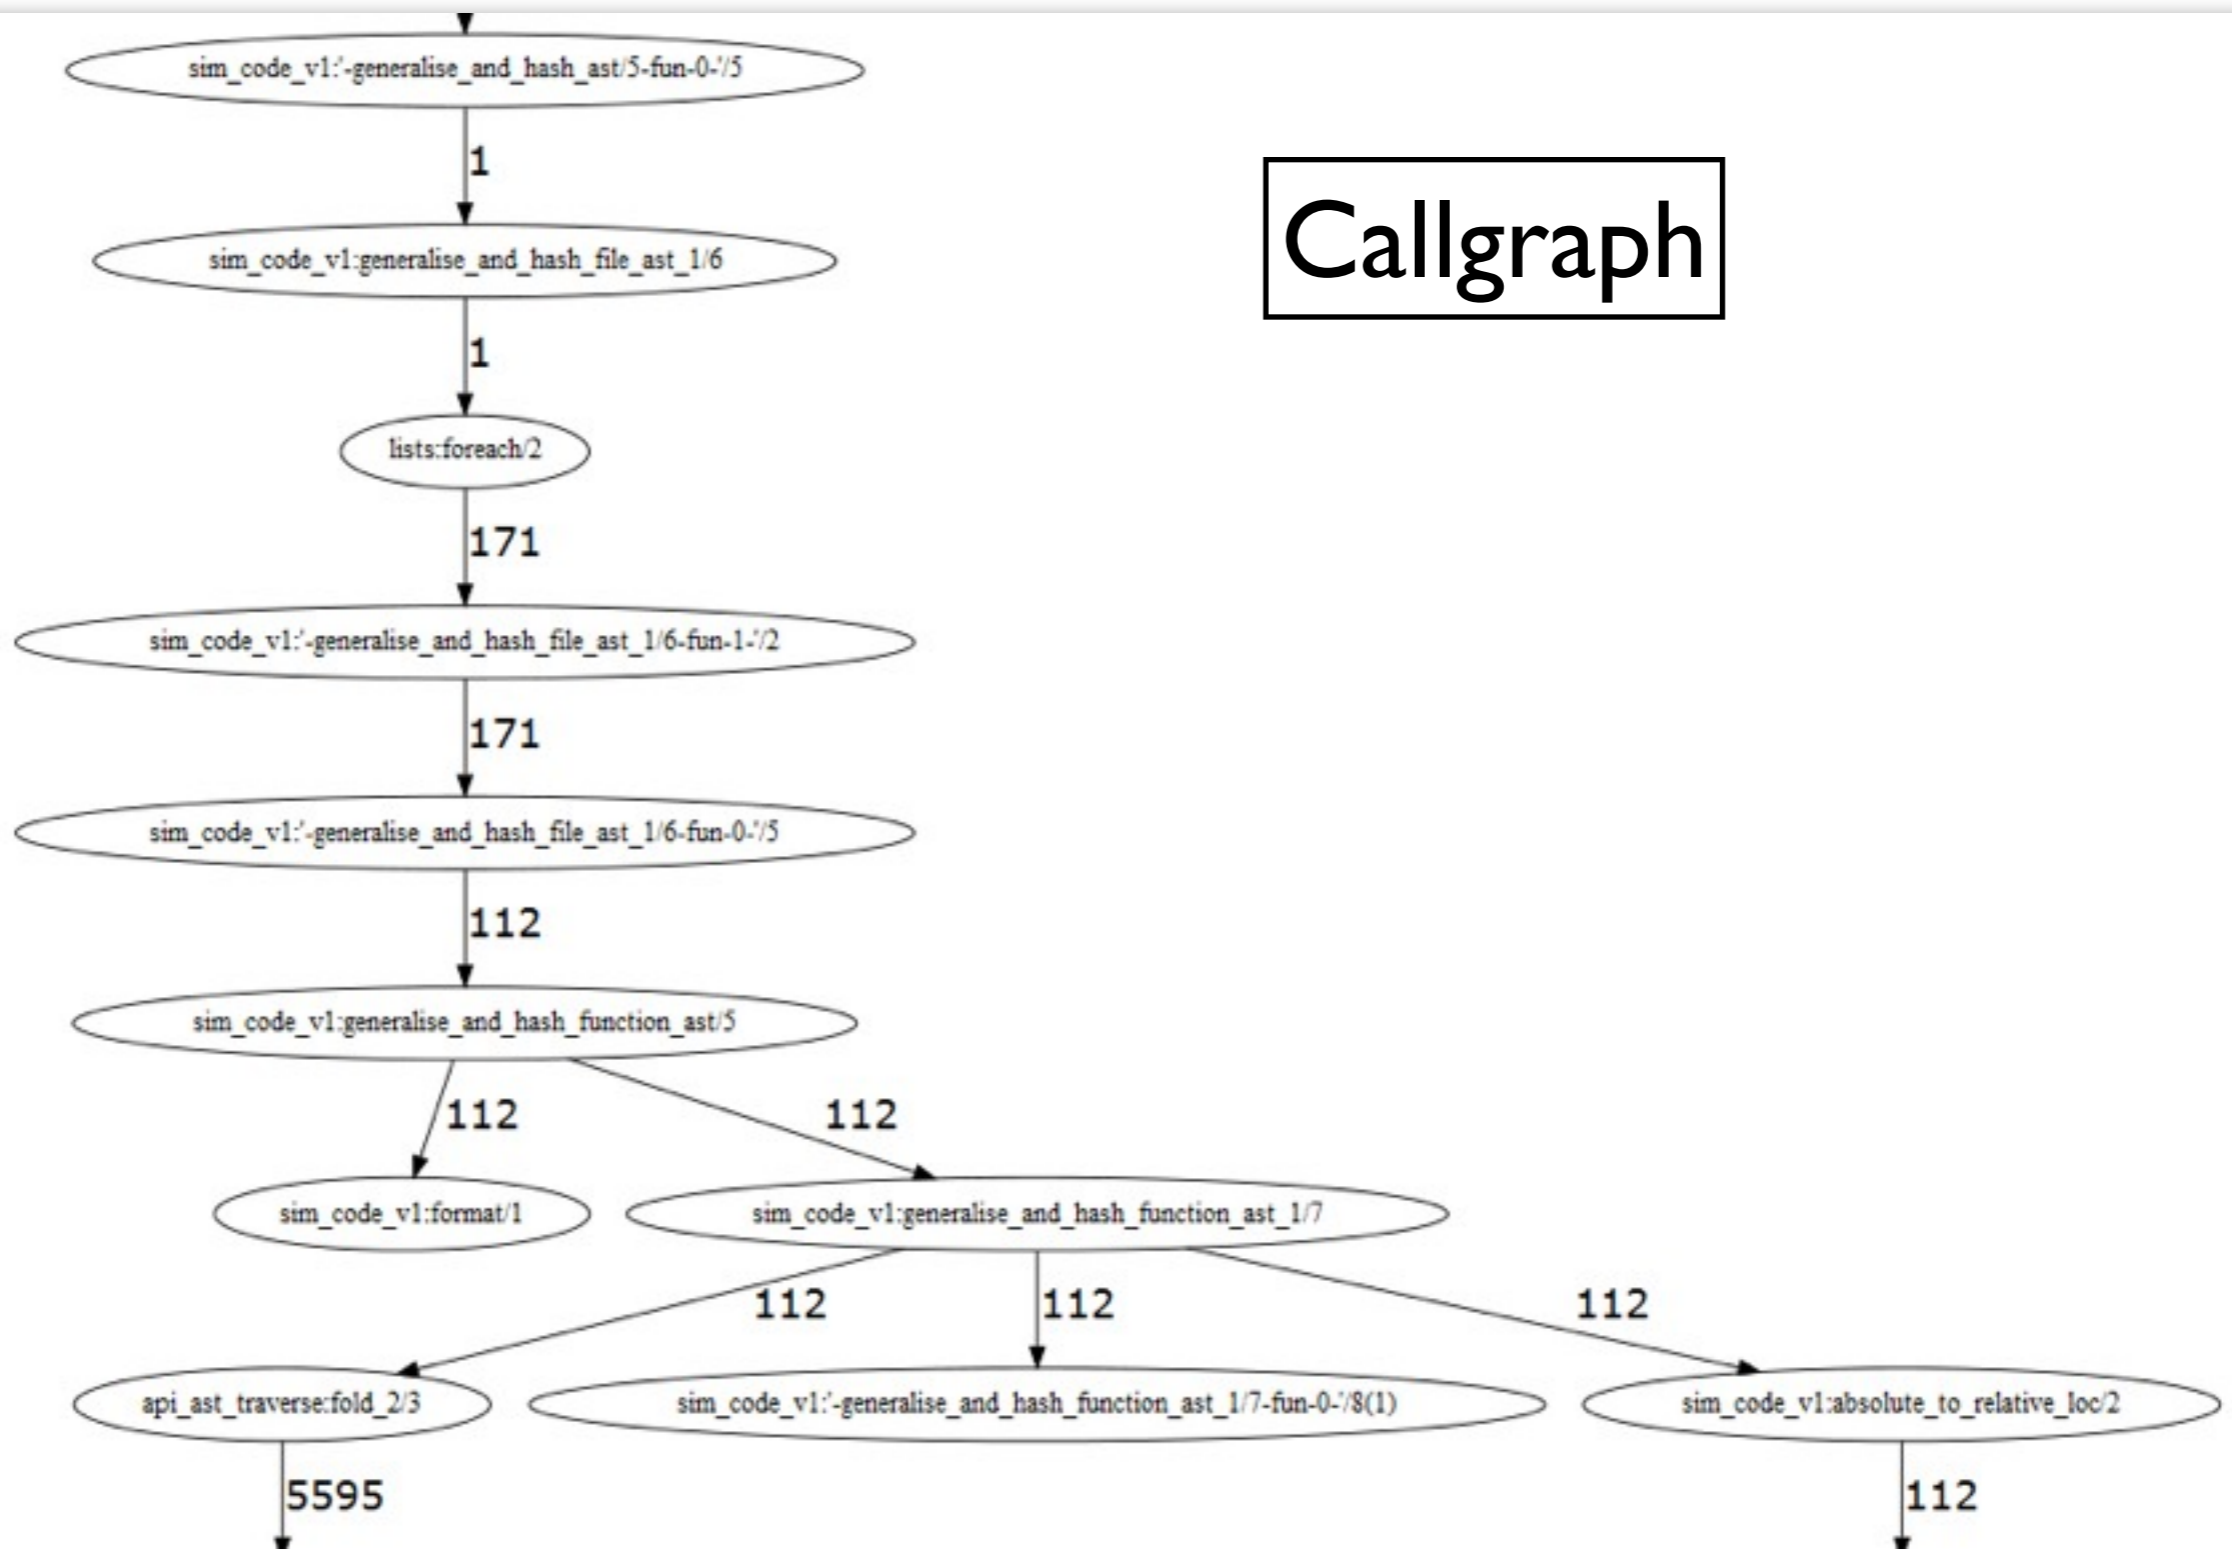 sim_code_v1:'-generalise_and_hash_ast/5-fun-0-'/5
1
Callgraph
sim_code_v1:generalise_and_hash_file_ast_1/6
1
lists:foreach/2
171
sim_code_v1:'-generalise_and_hash_file_ast_1/6-fun-1-'/2
171
sim_code_v1:'-generalise_and_hash_file_ast_1/6-fun-0-'/5
112
sim_code_v1:generalise_and_hash_function_ast/5
112
112
sim_code_v1:format/1
sim_code_v1:generalise_and_hash_function_ast_1/7
112
112
112
api_ast_traverse:fold_2/3
sim_code_v1:'-generalise_and_hash_function_ast_1/7-fun-0-'/8(1)
sim_code_v1:absolute_to_relative_loc/2
5595
112